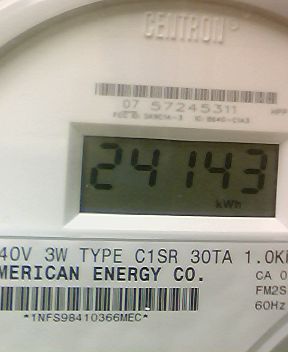 CENTRON®
07 57245311
24143
kWh
40V 3W TYPE C1SR 30TA 1.0K
MERICAN ENERGY CO.
CA 0
FM2S
60Hz
*1NFS98410366MEC*